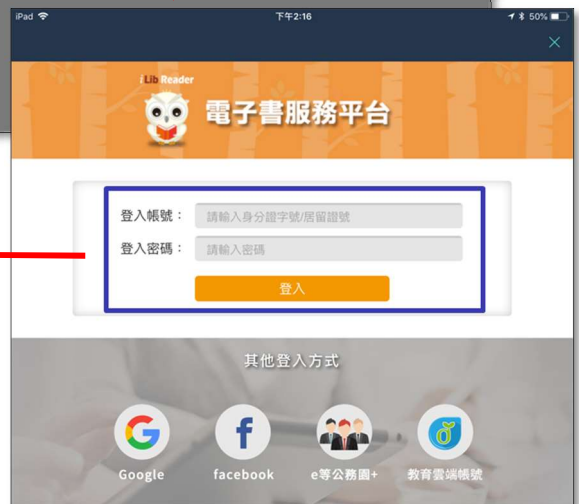 iPad 下午2:16 50%
iLib Reader
電子書服務平台
登入帳號： 請輸入身分證字號/居留證號
登入密碼： 請輸入密碼
登入
其他登入方式
Google facebook e等公務園+ 教育雲端帳號